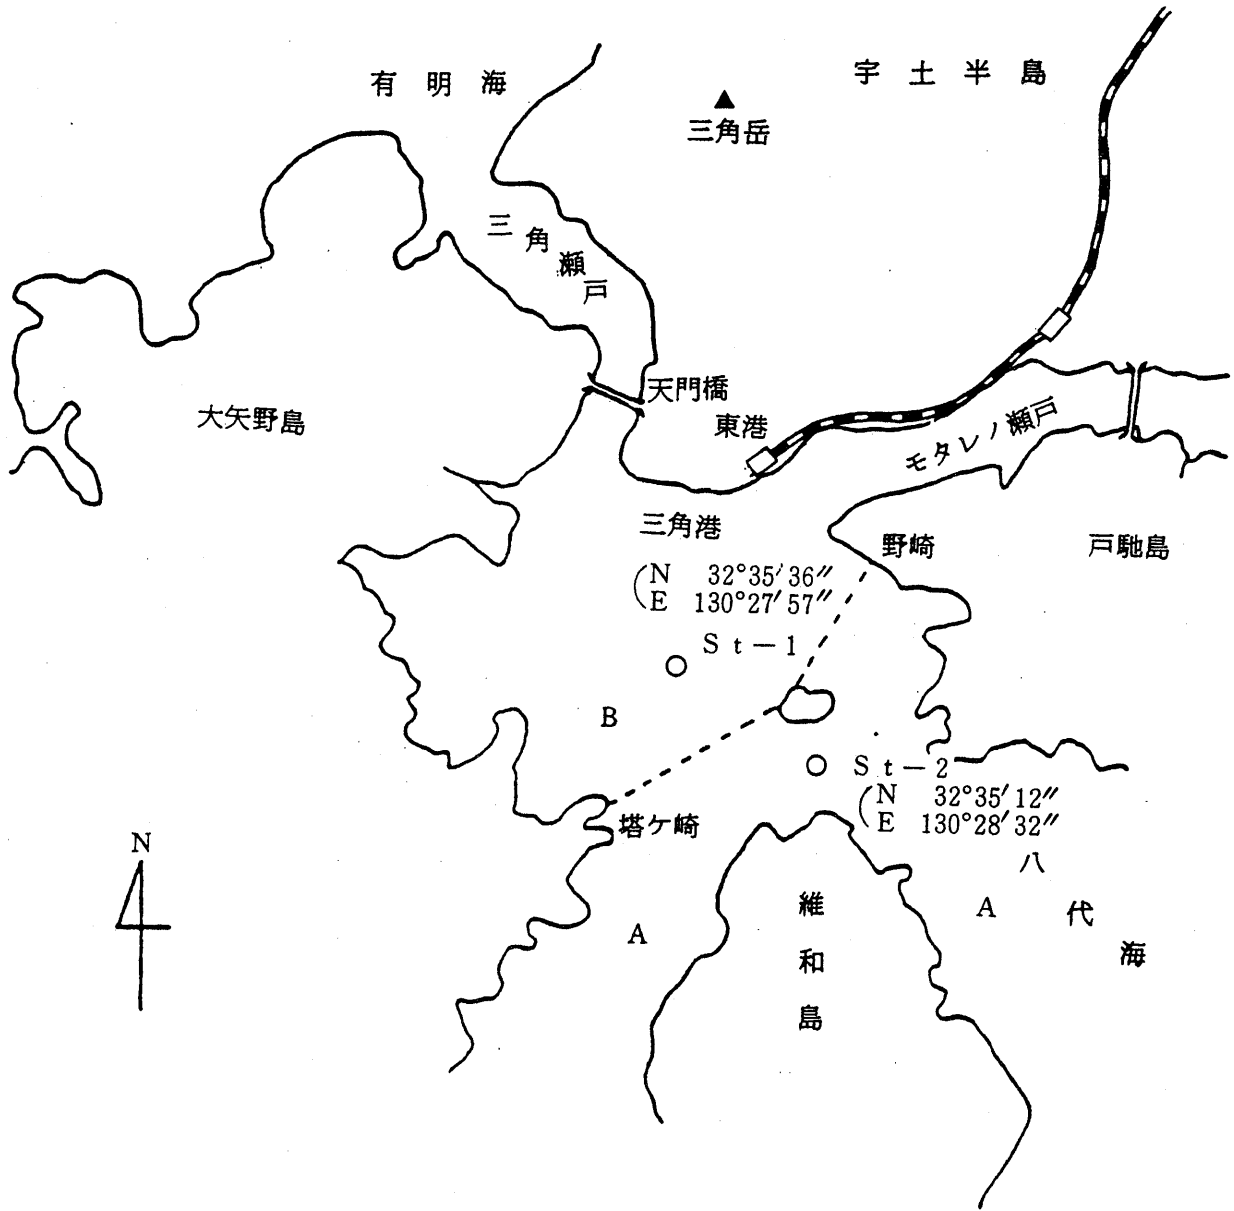 有明海
宇土半島
三角岳
三角瀬戸
天門橋
大矢野島
東港
モタレノ瀬戸
三角港
野崎
戸馳島
(N 32°35′36″
E 130°27′57″
St-1
B
St-2
(N 32°35′12″
E 130°28′32″
塔ケ崎
N
八代海
維和島
A
A